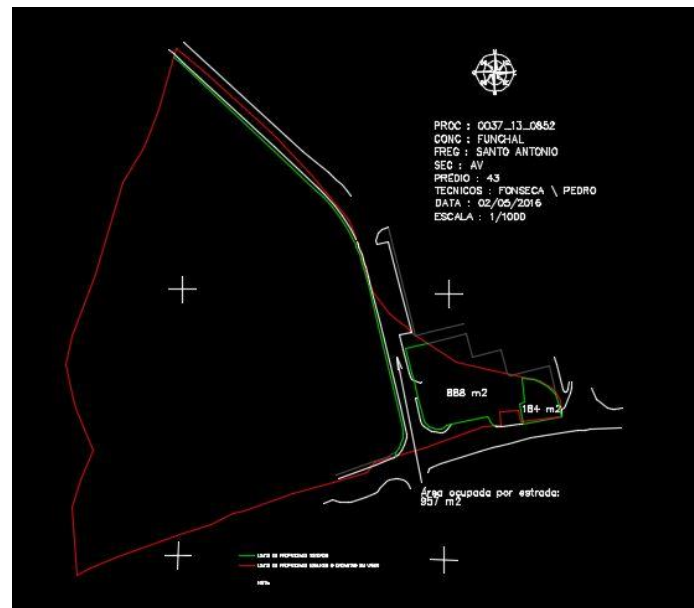 PROC : 0037_13_0852
CONC : FUNCHAL
FREG : SANTO ANTONIO
SEC : AV
PRÉDIO : 43
TECNICOS : FONSECA \ PEDRO
DATA : 02/05/2016
ESCALA : 1/1000
888 m2
184 m2
Área ocupada por estrada:
957 m2